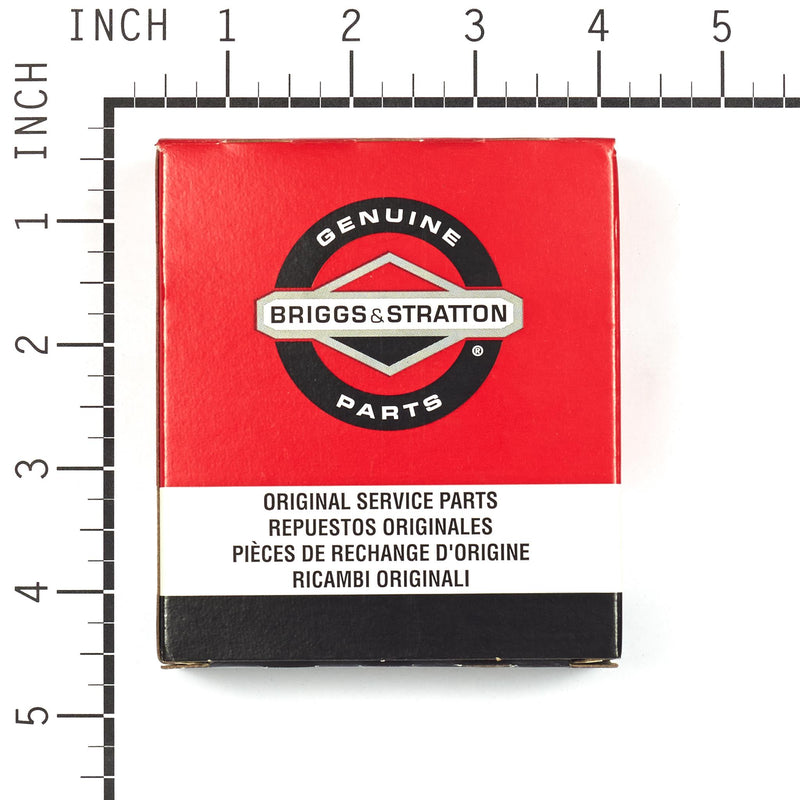 INCH 1 2 3 4 5
INCH
1
2
3
4
5
GENUINE
BRIGGS & STRATTON
®
PARTS
ORIGINAL SERVICE PARTS
REPUESTOS ORIGINALES
PIÈCES DE RECHANGE D'ORIGINE
RICAMBI ORIGINALI